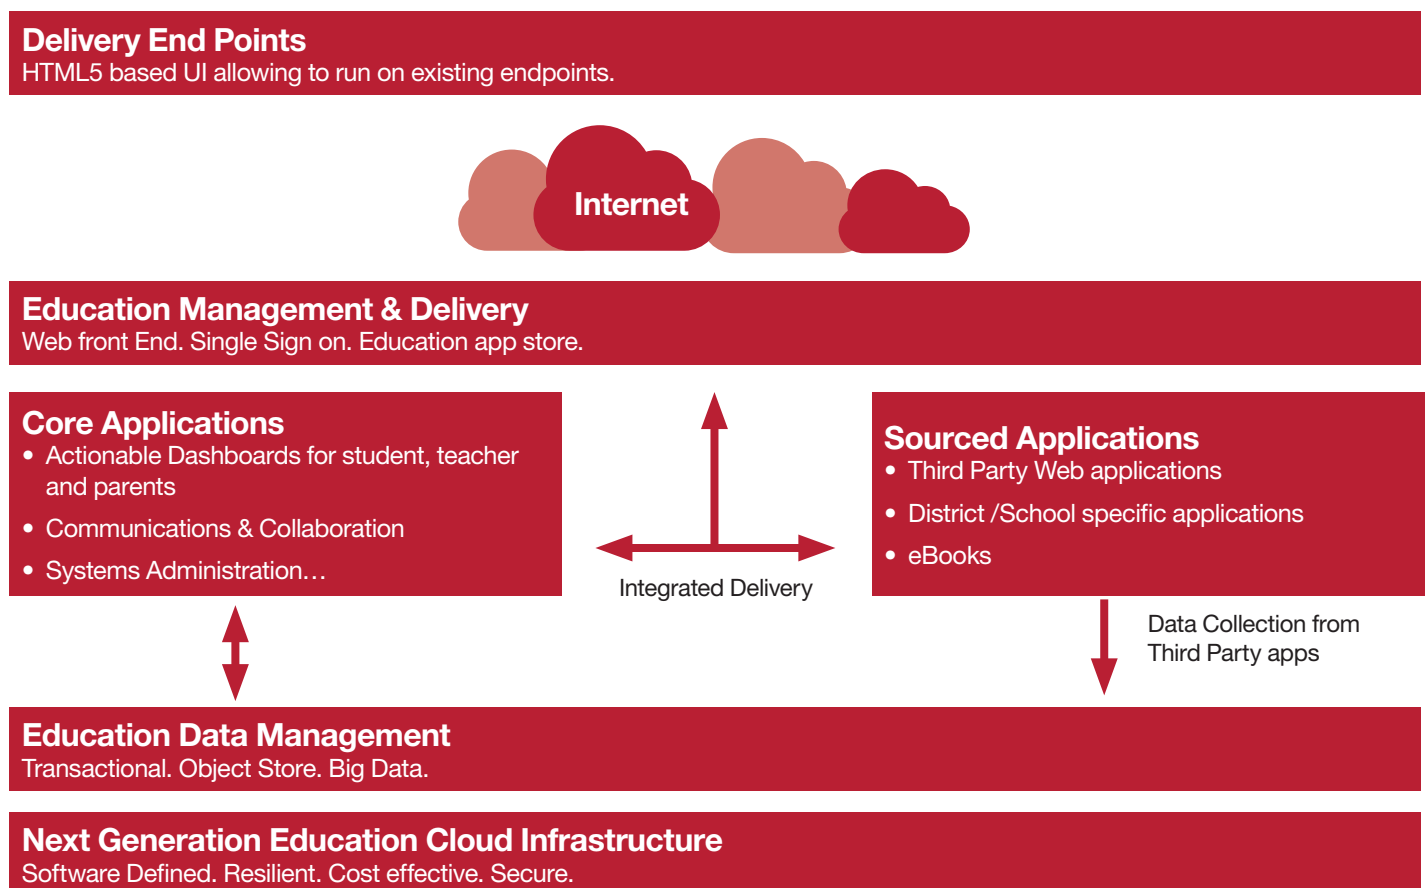 Delivery End Points
HTML5 based UI allowing to run on existing endpoints.
Internet
Education Management & Delivery
Web front End. Single Sign on. Education app store.
Core Applications
• Actionable Dashboards for student, teacher
and parents
• Communications & Collaboration
• Systems Administration…
Integrated Delivery
Sourced Applications
• Third Party Web applications
• District /School specific applications
• eBooks
Data Collection from
Third Party apps
Education Data Management
Transactional. Object Store. Big Data.
Next Generation Education Cloud Infrastructure
Software Defined. Resilient. Cost effective. Secure.